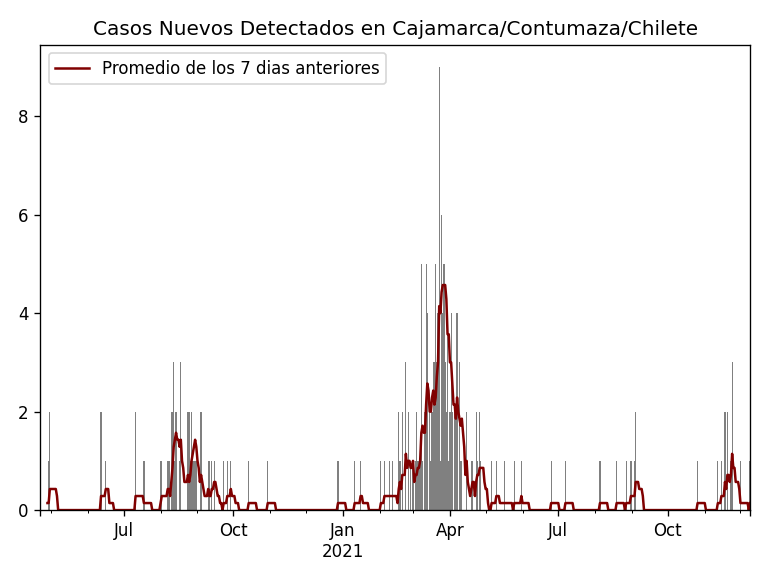 Casos Nuevos Detectados en Cajamarca/Contumaza/Chilete
Promedio de los 7 dias anteriores
8
6
4
2
0
Jul Oct Jan Apr Jul Oct
2021